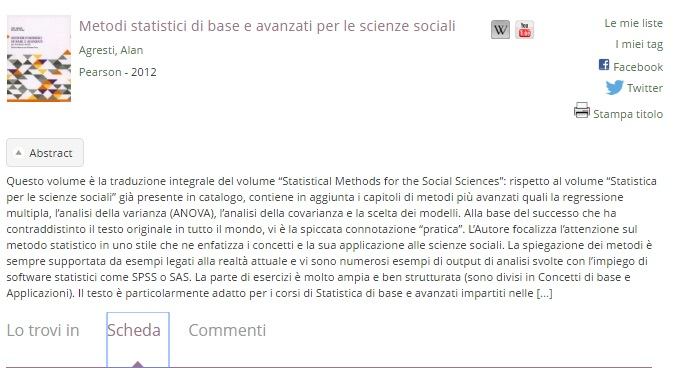 Metodi statistici di base e avanzati per le scienze sociali
W
You
Tube
Le mie liste
Agresti, Alan
I miei tag
Pearson - 2012
Facebook
Twitter
Stampa titolo
Abstract
Questo volume è la traduzione integrale del volume “Statistical Methods for the Social Sciences”: rispetto al volume “Statistica
per le scienze sociali” già presente in catalogo, contiene in aggiunta i capitoli di metodi più avanzati quali la regressione
multipla, l’analisi della varianza (ANOVA), l’analisi della covarianza e la scelta dei modelli. Alla base del successo che ha
contraddistinto il testo originale in tutto il mondo, vi è la spiccata connotazione “pratica”. L’Autore focalizza l’attenzione sul
metodo statistico in uno stile che ne enfatizza i concetti e la sua applicazione alle scienze sociali. La spiegazione dei metodi è
sempre supportata da esempi legati alla realtà attuale e vi sono numerosi esempi di output di analisi svolte con l’impiego di
software statistici come SPSS o SAS. La parte di esercizi è molto ampia e ben strutturata (sono divisi in Concetti di base e
Applicazioni). Il testo è particolarmente adatto per i corsi di Statistica di base e avanzati impartiti nelle [...]
Lo trovi in
Scheda
Commenti